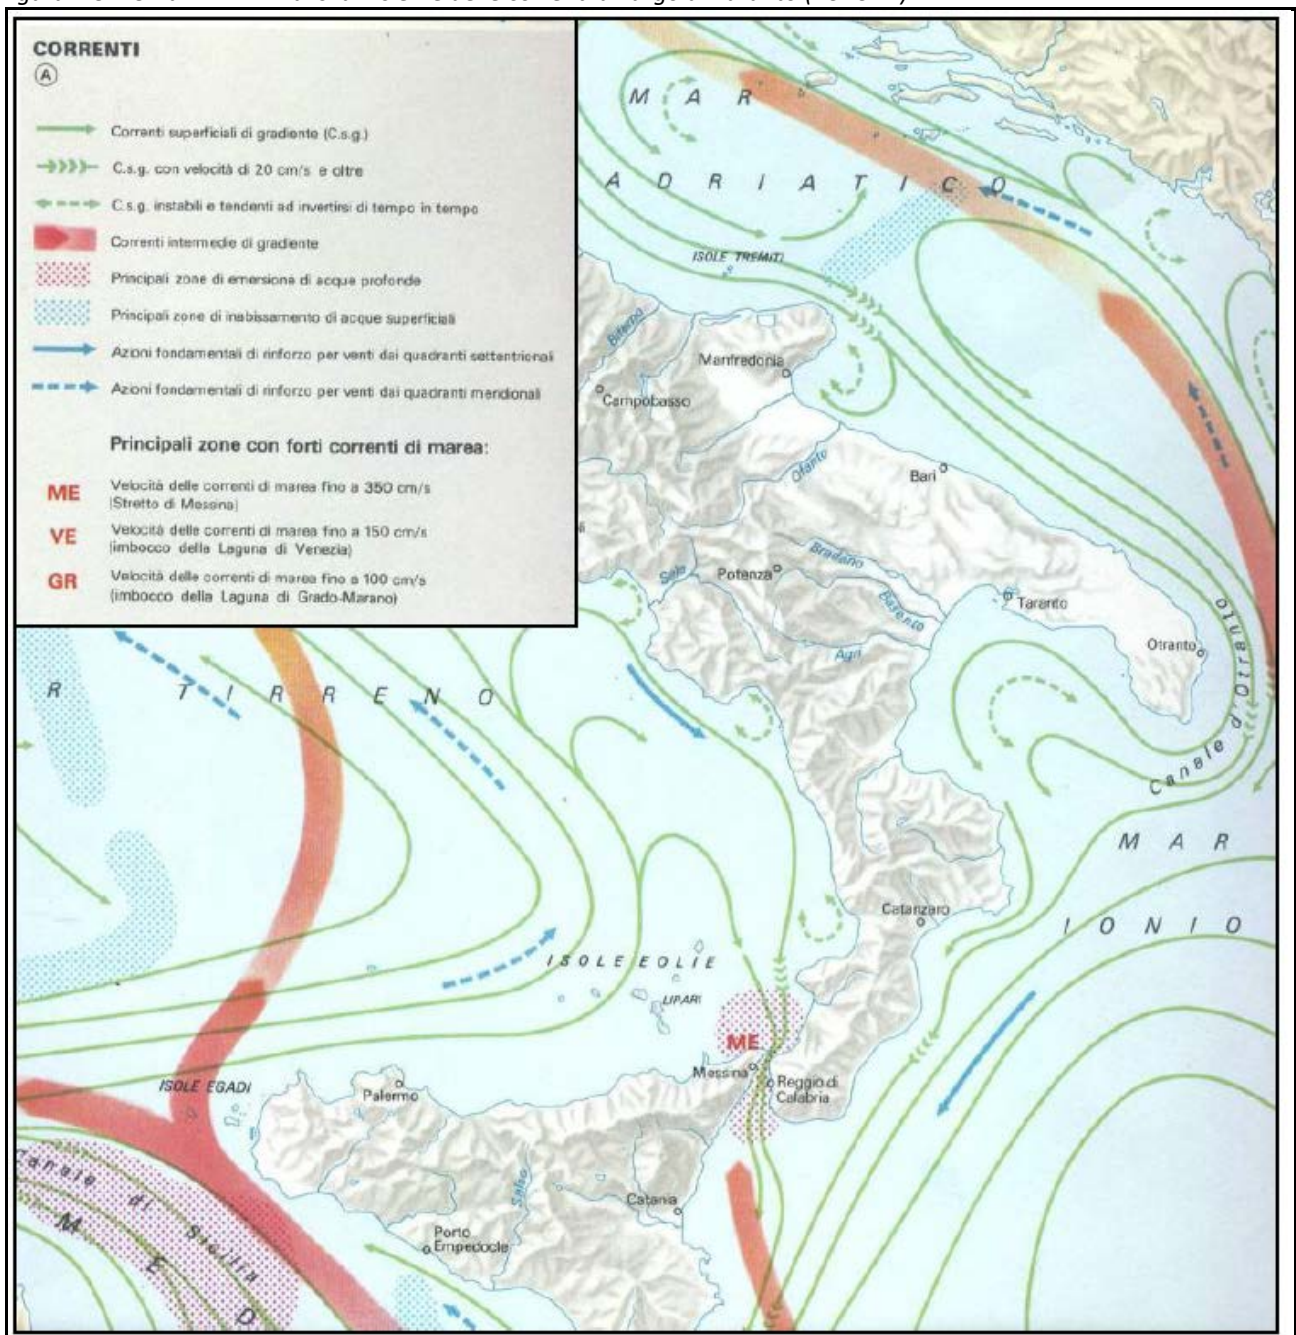 CORRENTI
A
Correnti superficiali di gradiente (C.s.g.)
C.s.g. con velocità di 20 cm/s e oltre
C.s.g. instabili e tendenti ad invertirsi di tempo in tempo
Correnti intermedie di gradiente
Principali zone di emersione di acque profonde
Principali zone di inabissamento di acque superficiali
Azioni fondamentali di rinforzo per venti dai quadranti settentrionali
Azioni fondamentali di rinforzo per venti dai quadranti meridionali
Principali zone con forti correnti di marea:
ME Velocità delle correnti di marea fino a 350 cm/s
(Stretto di Messina)
VE Velocità delle correnti di marea fino a 150 cm/s
(imbocco della Laguna di Venezia)
GR Velocità delle correnti di marea fino a 100 cm/s
(imbocco della Laguna di Grado-Marano)
MAR
ADRIATICO
ISOLE TREMITI
Biferno
Manfredonia
Campobasso
Ofanto
Bari
Bradano
Sele
Potenza
Basento
Taranto
Agri
Otranto
Canale d'Otranto
R TIRRENO
MAR
IONIO
Catanzaro
ISOLE EOLIE
LIPARI
ME
Messina
Reggio di
Calabria
ISOLE EGADI
Palermo
Canale di Sicilia
Salso
Catania
Porto
Empedocle
M E D